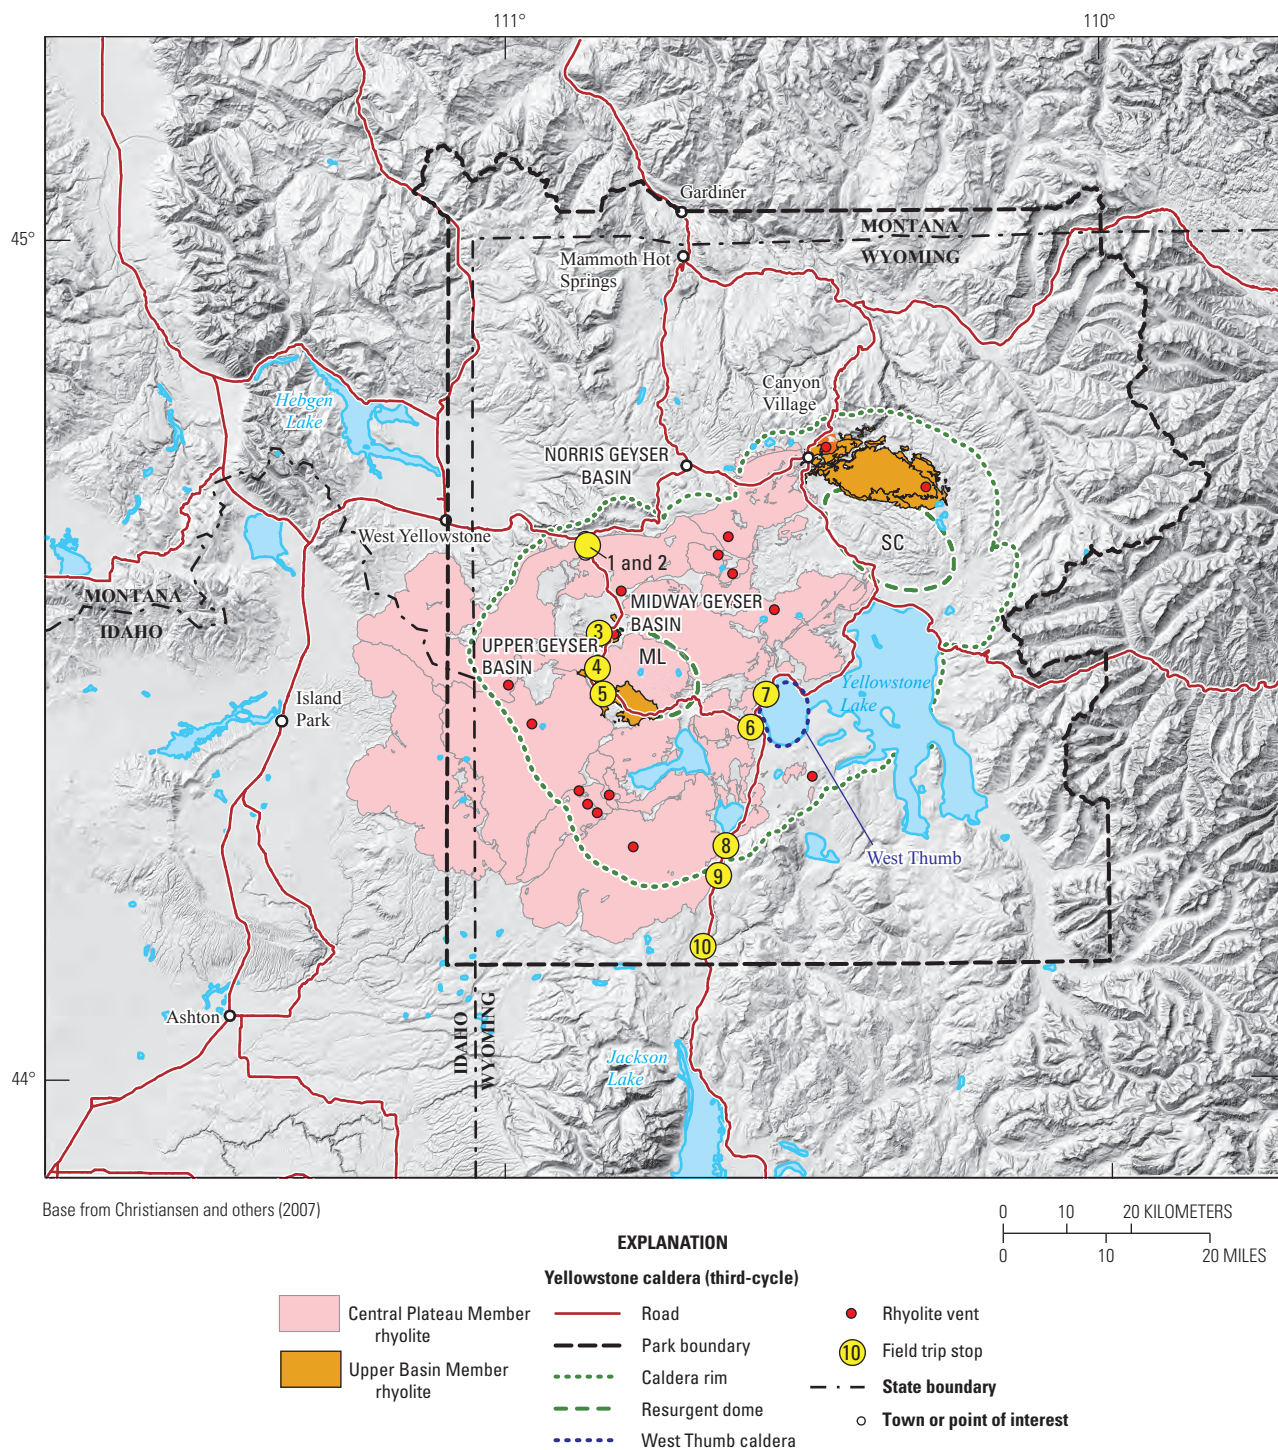 111°
110°
45°
44°
Gardiner
MONTANA
WYOMING
Mammoth Hot
Springs
Hebgen
Lake
Canyon
Village
NORRIS GEYSER
BASIN
West Yellowstone
SC
1 and 2
MONTANA
IDAHO
MIDWAY GEYSER
BASIN
3
UPPER GEYSER
BASIN
ML
4
5
7
6
Yellowstone
Lake
Island
Park
8
West Thumb
9
10
Ashton
IDAHO
WYOMING
Jackson
Lake
Base from Christiansen and others (2007)
0 10 20 KILOMETERS
0 10 20 MILES
EXPLANATION
Yellowstone caldera (third-cycle)
Central Plateau Member
rhyolite
Upper Basin Member
rhyolite
Road
Park boundary
Caldera rim
Resurgent dome
West Thumb caldera
Rhyolite vent
10
Field trip stop
State boundary
Town or point of interest